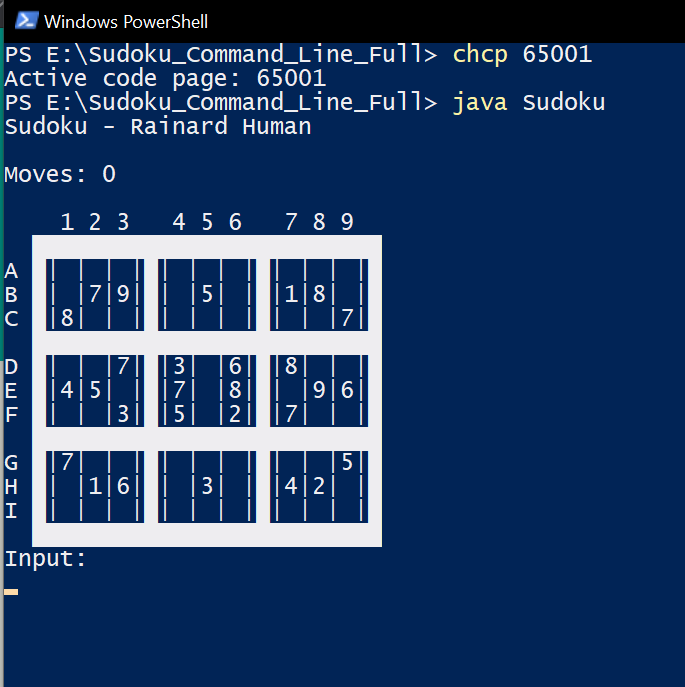 Windows PowerShell
PS E:\Sudoku_Command_Line_Full> chcp 65001
Active code page: 65001
PS E:\Sudoku_Command_Line_Full> java Sudoku
Sudoku - Rainard Human
Moves: 0
1 2 3 4 5 6 7 8 9
A | | | | | | | | | | | |
B | |7|9| | |5| | |1|8| |
C |8| | | | | | | | | |7|
D | | |7| |3| |6| |8| | |
E |4|5| | |7| |8| | |9|6|
F | | |3| |5| |2| |7| | |
G |7| | | | | | | | | |5|
H | |1|6| | |3| | |4|2| |
I | | | | | | | | | | | |
Input: